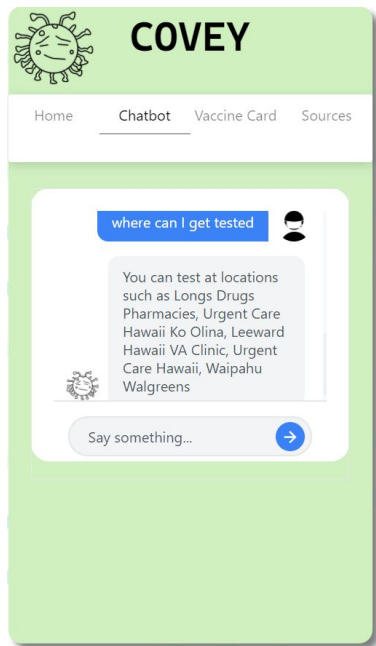 COVEY
Home Chatbot Vaccine Card Sources
where can I get tested
You can test at locations
such as Longs Drugs
Pharmacies, Urgent Care
Hawaii Ko Olina, Leeward
Hawaii VA Clinic, Urgent
Care Hawaii, Waipahu
Walgreens
Say something...